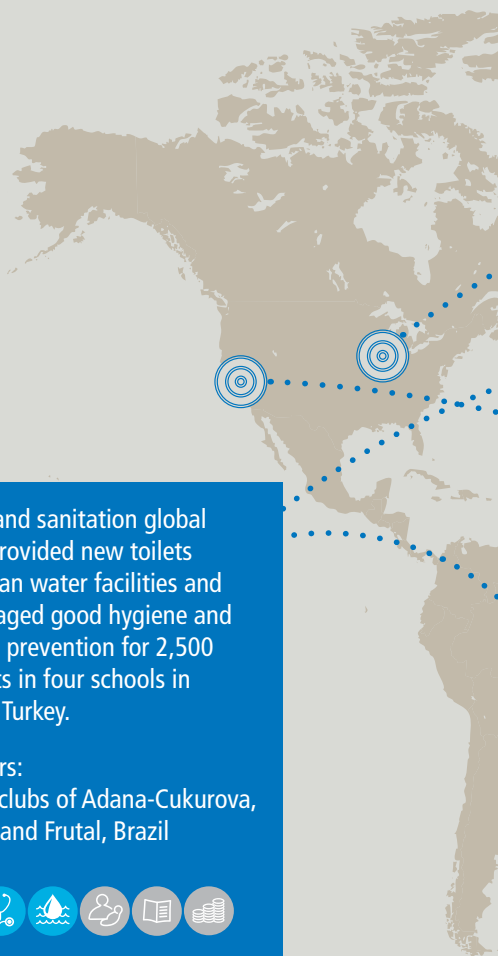 and sanitation global
rovided new toilets
an water facilities and
aged good hygiene and
prevention for 2,500
ts in four schools in
Turkey.
rs:
clubs of Adana-Cukurova,
and Frutal, Brazil